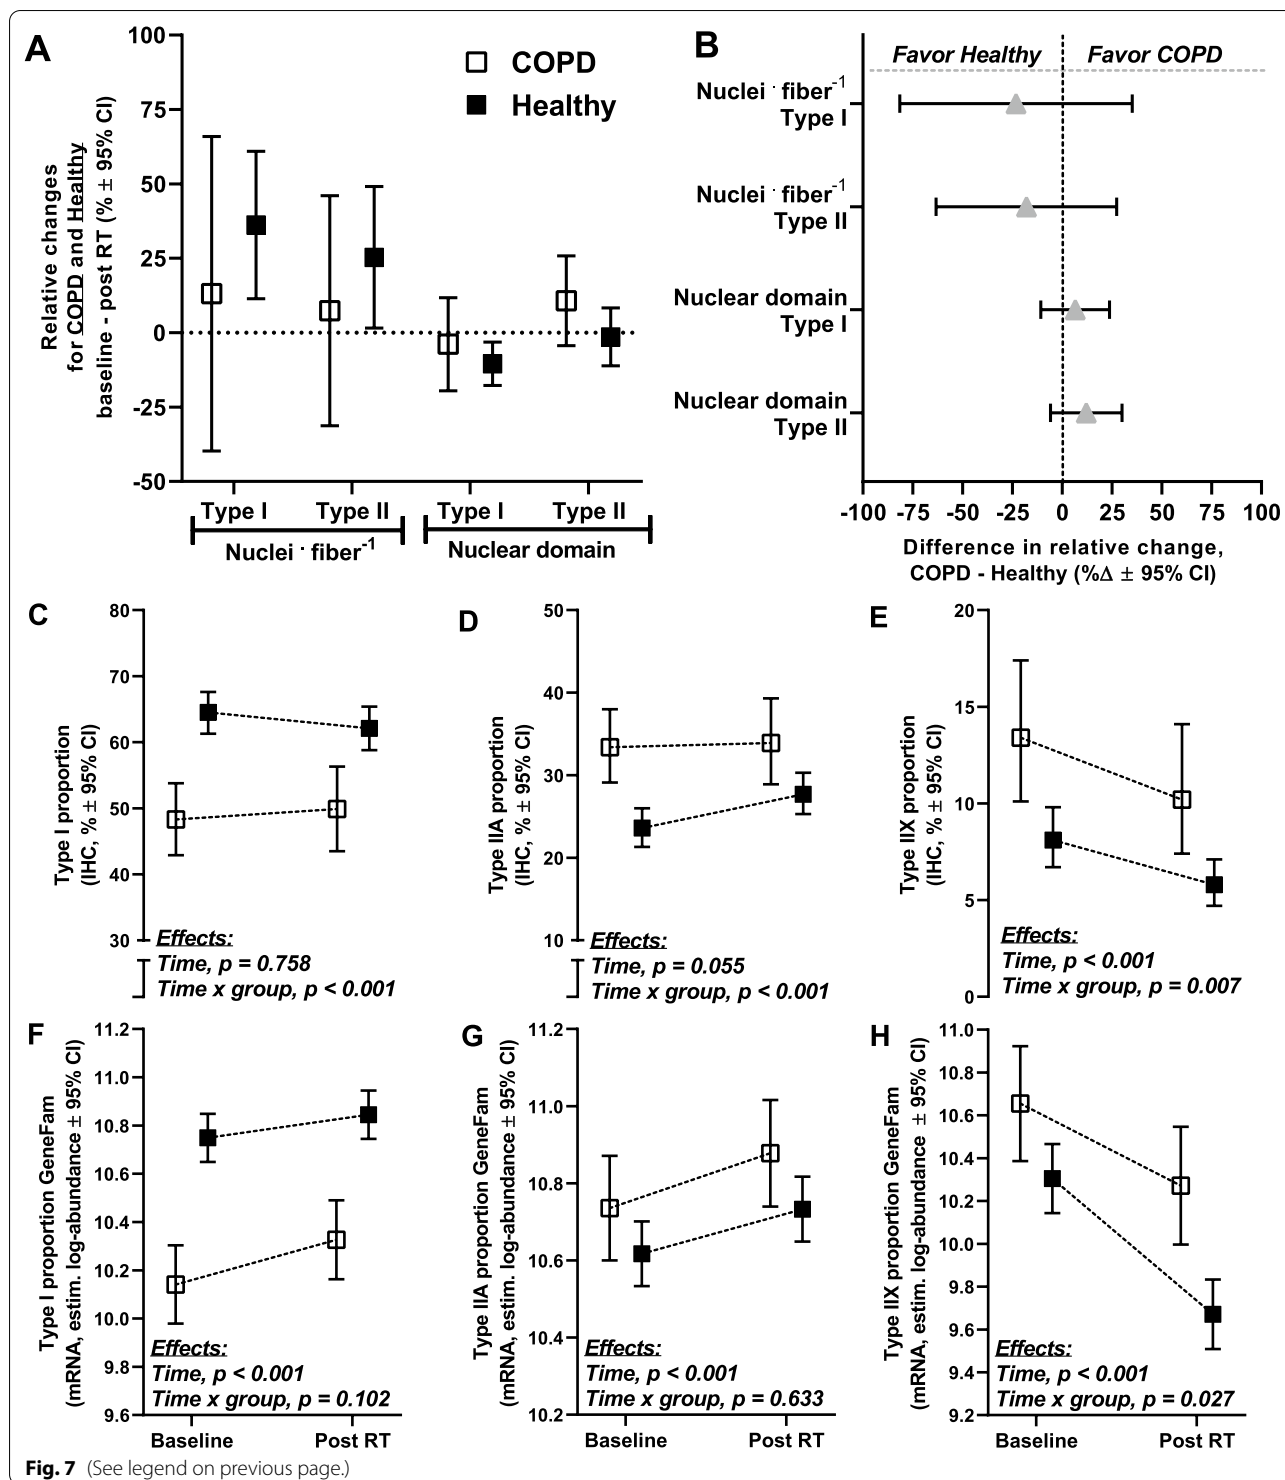 A
100
75
50
25
0
-25
-50
Relative changes
for COPD and Healthy
baseline - post RT (% ± 95% CI)
COPD
Healthy
Type I
Type II
Type I
Type II
Nuclei · fiber-1
Nuclear domain
B
Favor Healthy
Favor COPD
Nuclei · fiber-1
Type I
Nuclei · fiber-1
Type II
Nuclear domain
Type I
Nuclear domain
Type II
-100 -75 -50 -25 0 25 50 75 100
Difference in relative change,
COPD - Healthy (%Δ ± 95% CI)
C
80
70
60
50
40
30
Type I proportion
(IHC, % ± 95% CI)
Effects:
Time, p = 0.758
Time x group, p < 0.001
D
50
40
30
20
10
Type IIA proportion
(IHC, % ± 95% CI)
Effects:
Time, p = 0.055
Time x group, p < 0.001
E
20
15
10
5
0
Type IIX proportion
(IHC, % ± 95% CI)
Effects:
Time, p < 0.001
Time x group, p = 0.007
F
11.2
11.0
10.8
10.6
10.4
10.2
10.0
9.8
9.6
Type I proportion GeneFam
(mRNA, estim. log-abundance ± 95% CI)
Effects:
Time, p < 0.001
Time x group, p = 0.102
Baseline
Post RT
G
11.2
11.0
10.8
10.6
10.4
10.2
Type IIA proportion GeneFam
(mRNA, estim. log-abundance ± 95% CI)
Effects:
Time, p < 0.001
Time x group, p = 0.633
Baseline
Post RT
H
11.0
10.8
10.6
10.4
10.2
10.0
9.8
9.6
9.4
9.2
Type IIX proportion GeneFam
(mRNA, estim. log-abundance ± 95% CI)
Effects:
Time, p < 0.001
Time x group, p = 0.027
Baseline
Post RT
Fig. 7 (See legend on previous page.)